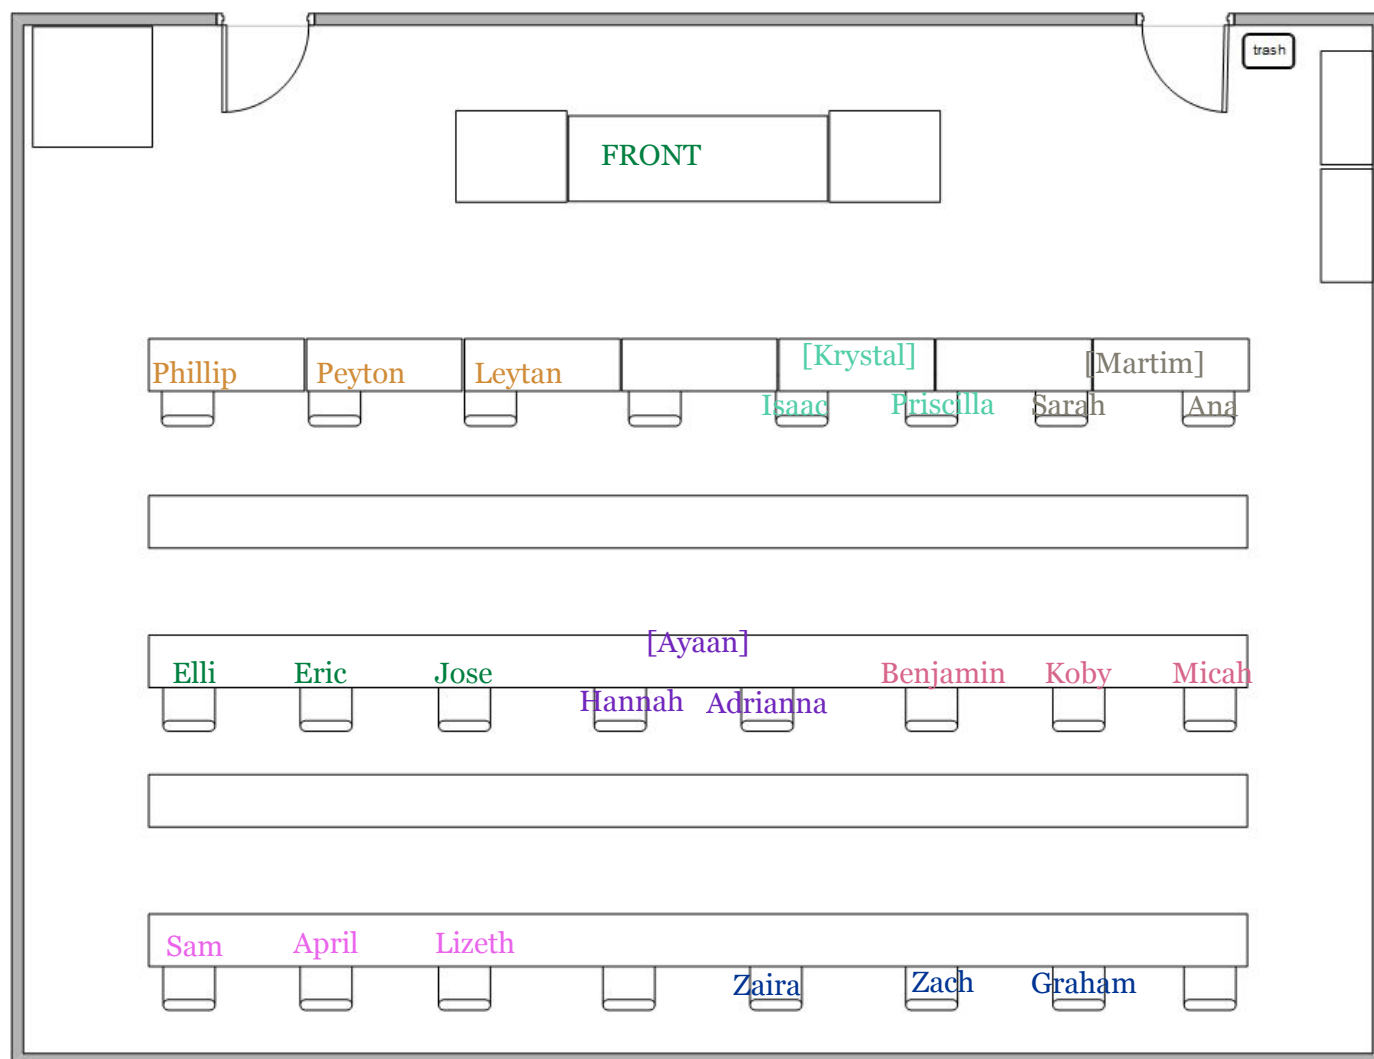 trash
FRONT
[Krystal]
[Martim]
Phillip Peyton Leytan
Isaac Priscilla Sarah Ana
[Ayaan]
Elli Eric Jose Benjamin Koby Micah
Hannah Adrianna
Sam April Lizeth
Zaira Zach Graham